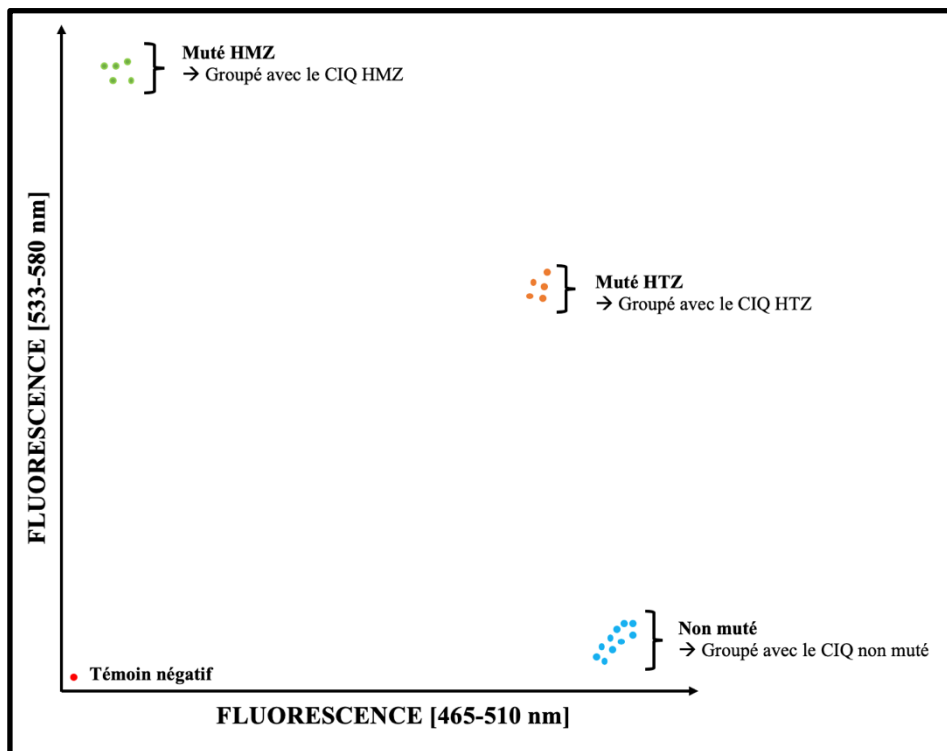 Muté HMZ
→ Groupé avec le CIQ HMZ
FLUORESCENCE [533-580 nm]
Muté HTZ
→ Groupé avec le CIQ HTZ
Non muté
→ Groupé avec le CIQ non muté
Témoin négatif
FLUORESCENCE [465-510 nm]